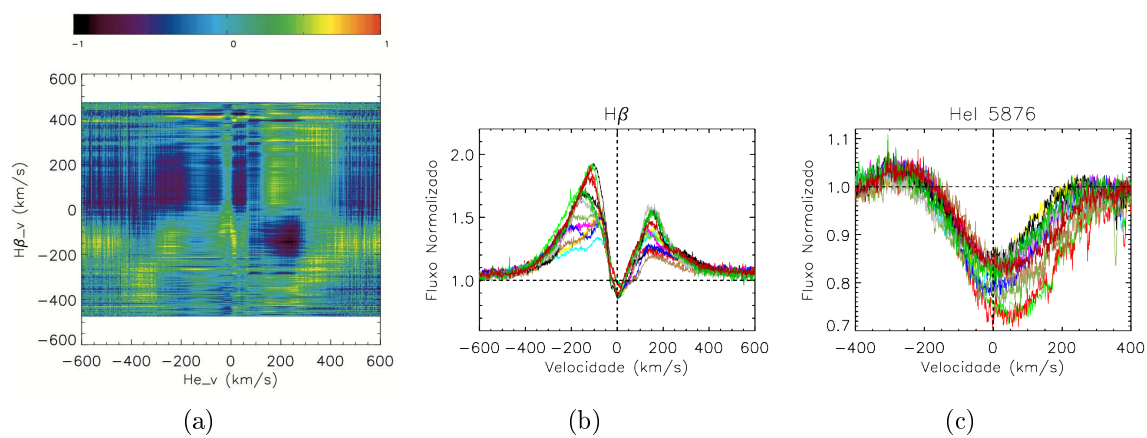 −1 0 1
600
400
200
0
−200
−400
−600
Hβ_v (km/s)
−600 −400 −200 0 200 400 600
He_v (km/s)
(a)
Hβ
2.0
1.5
1.0
Fluxo Normalizado
−600 −400 −200 0 200 400 600
Velocidade (km/s)
(b)
HeI 5876
1.1
1.0
0.9
0.8
0.7
Fluxo Normalizado
−400 −200 0 200 400
Velocidade (km/s)
(c)